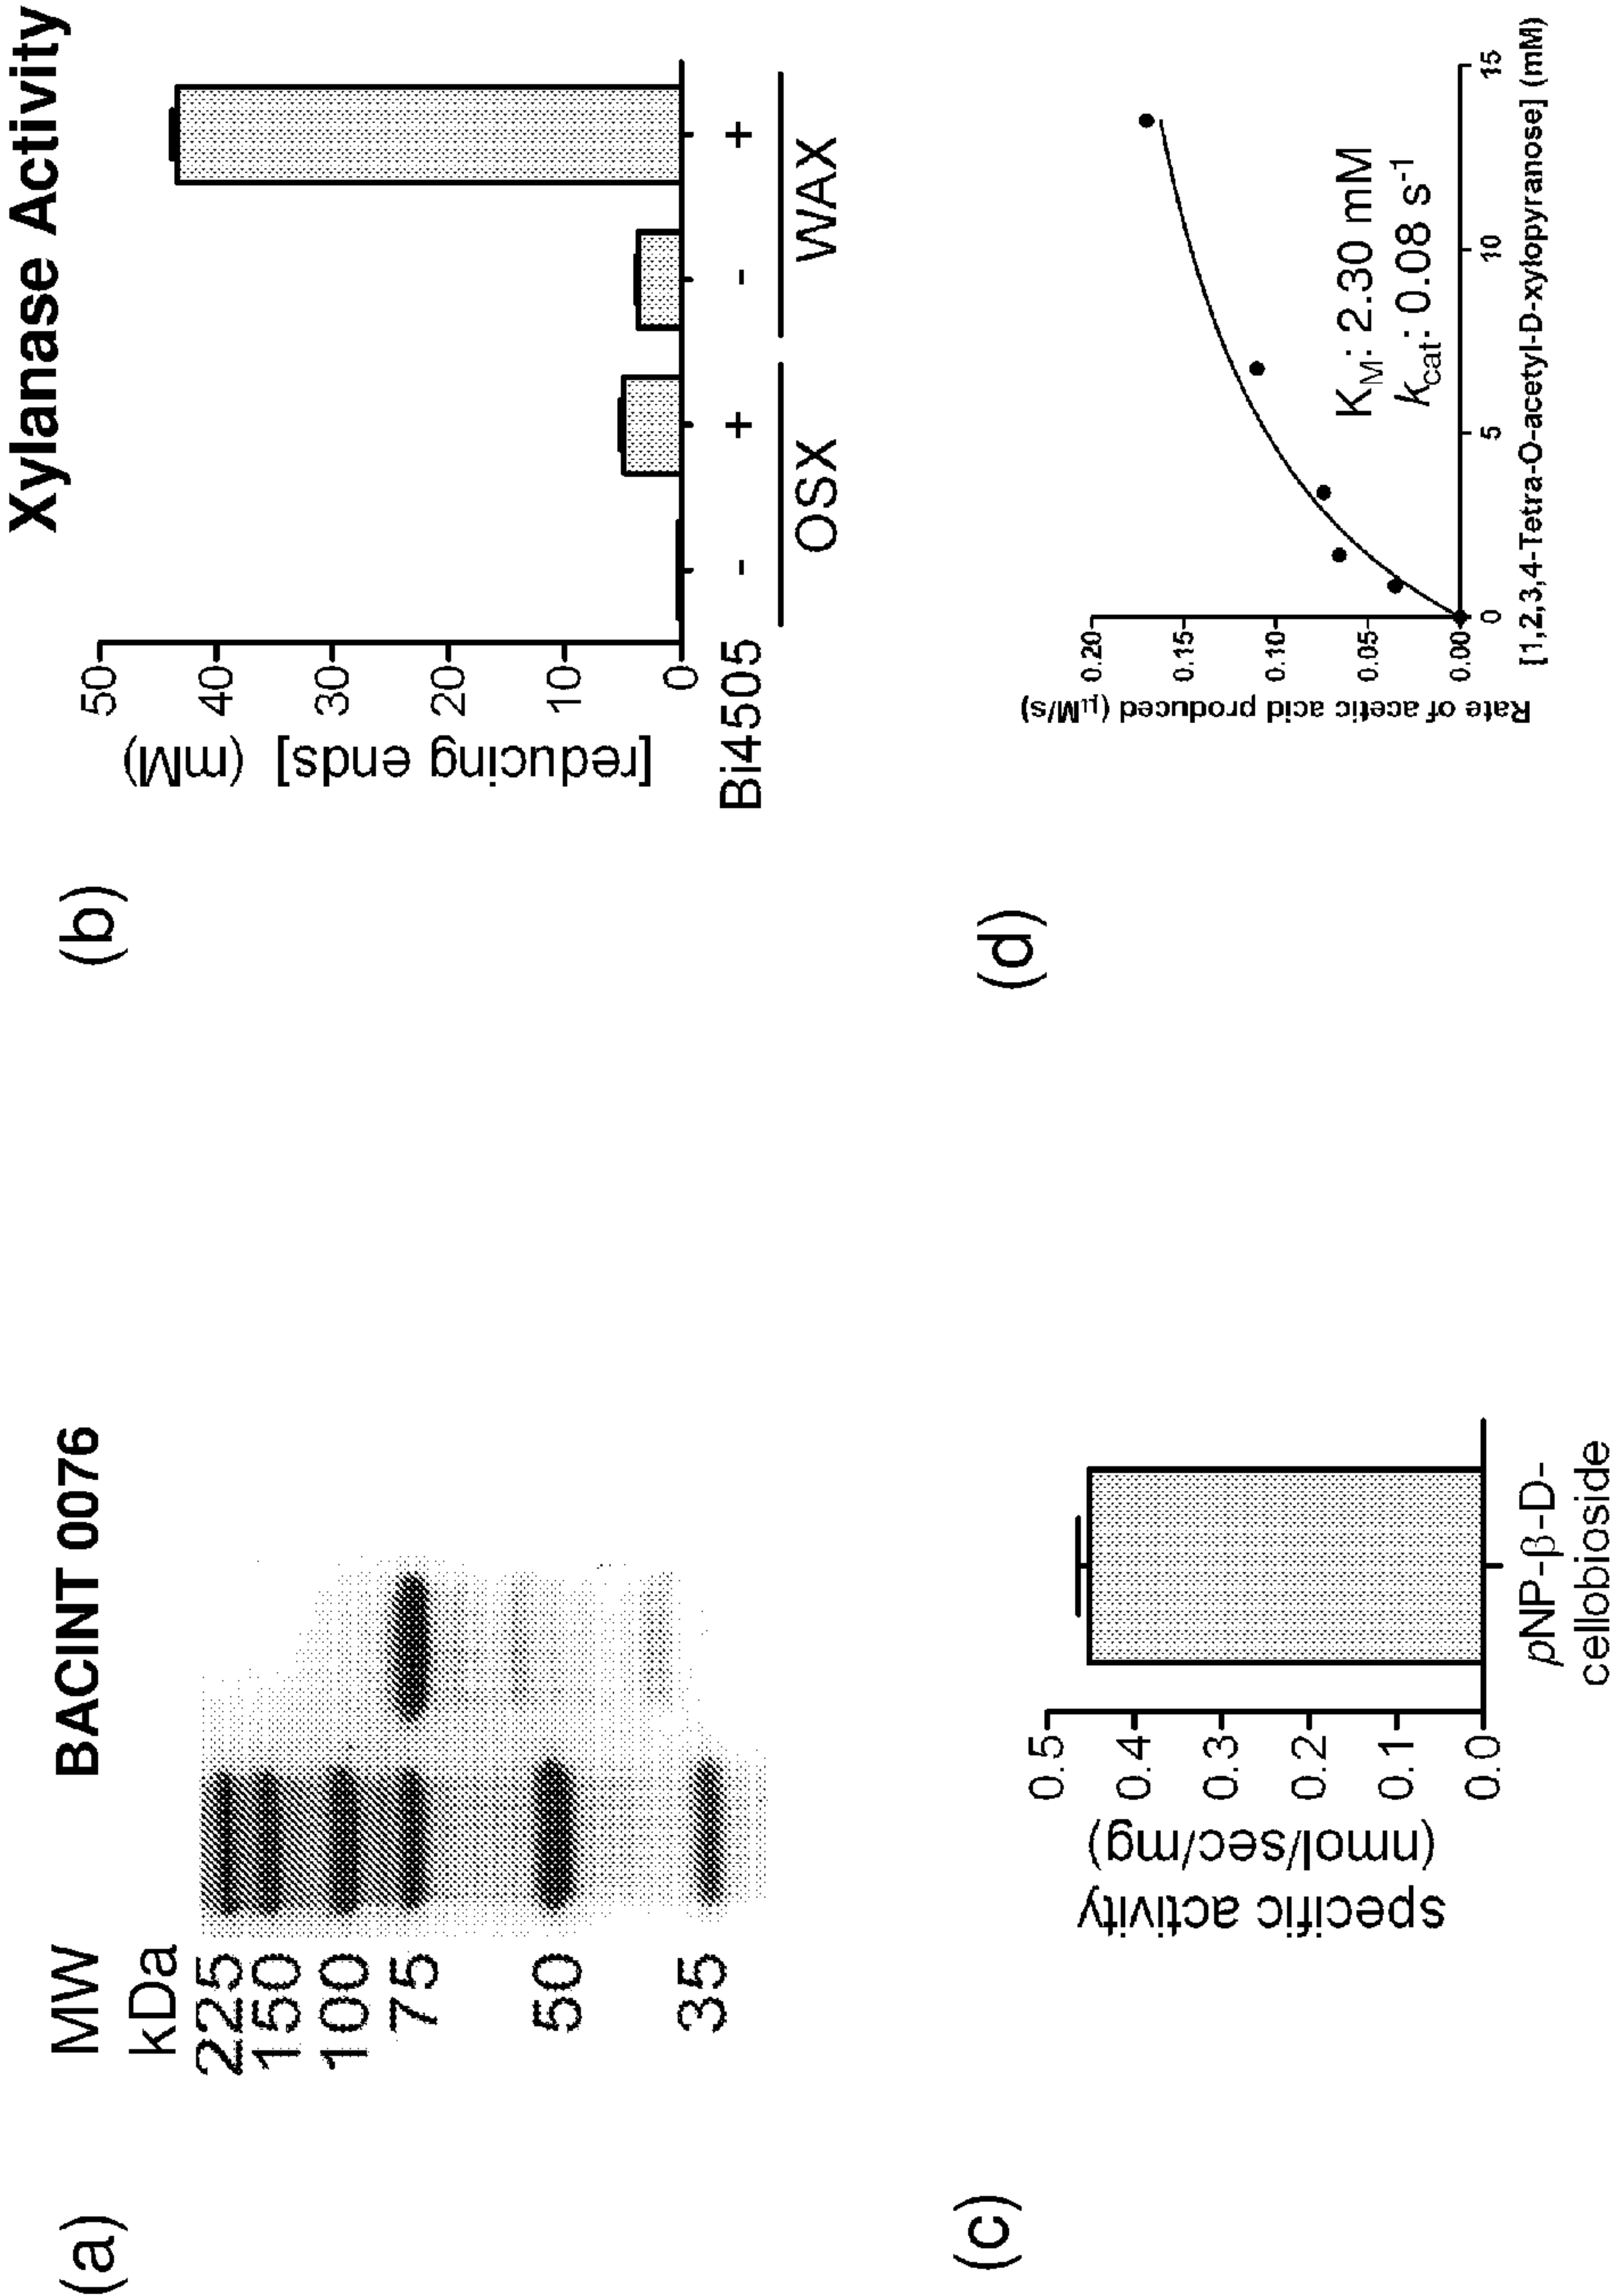 (a)
MW
kDa
BACINT 0076
225
150
100
75
50
35
(b)
Xylanase Activity
[reducing ends] (mM)
50
40
30
20
10
0
Bi4505
- + - +
OSX WAX
(c)
specific activity
(nmol/sec/mg)
0.5
0.4
0.3
0.2
0.1
0.0
pNP-β-D-
cellobioside
(d)
Rate of acetic acid produced (μM/s)
0.20
0.15
0.10
0.05
0.00
KM: 2.30 mM
kcat: 0.08 s-1
0 5 10 15
[1,2,3,4-Tetra-O-acetyl-D-xylopyranose] (mM)